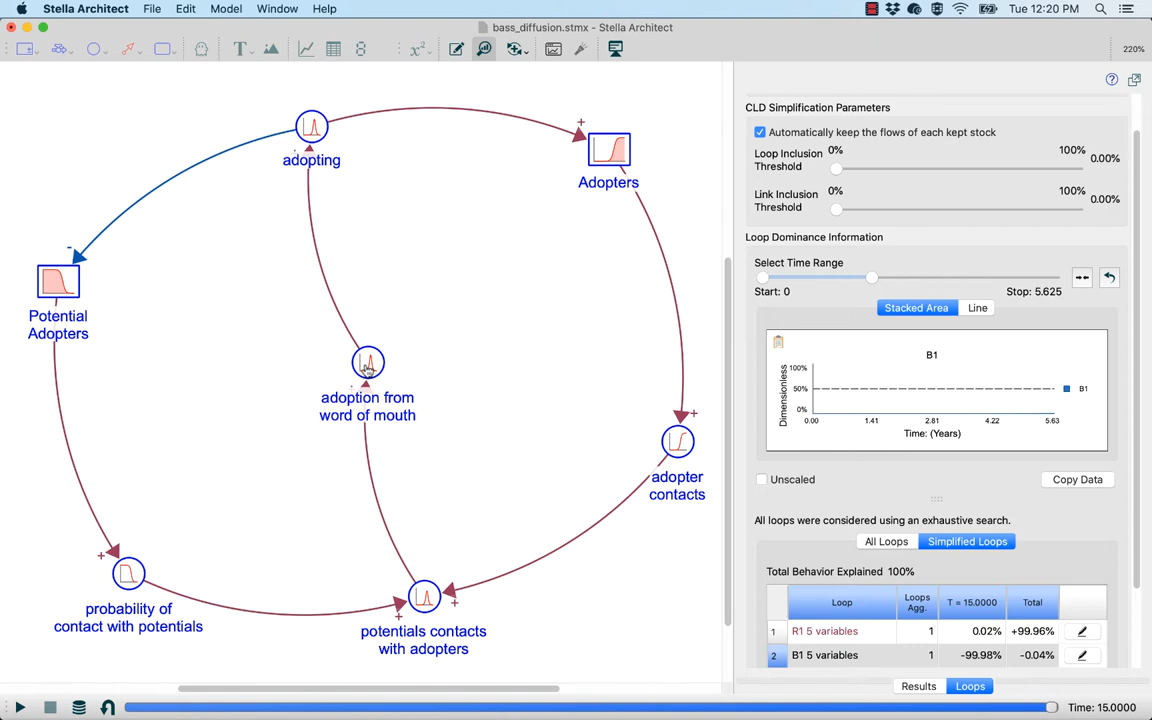 Stella Architect File Edit Model Window Help
Tue 12:20 PM
bass_diffusion.stmx - Stella Architect
220%
adopting
+
Adopters
-
Potential
Adopters
adoption from
word of mouth
+
adopter
contacts
+
probability of
contact with potentials
+
+
potentials contacts
with adopters
CLD Simplification Parameters
Automatically keep the flows of each kept stock
Loop Inclusion
Threshold
0%
100%
0.00%
Link Inclusion
Threshold
0%
100%
0.00%
Loop Dominance Information
Select Time Range
Start: 0
Stop: 5.625
Stacked Area Line
B1
Dimensionless
100%
50%
0%
B1
0.00 1.41 2.81 4.22 5.63
Time: (Years)
Unscaled
Copy Data
All loops were considered using an exhaustive search.
All Loops Simplified Loops
Total Behavior Explained 100%
Loop Loops Agg. T = 15.0000 Total
1 R1 5 variables 1 0.02% +99.96%
2 B1 5 variables 1 -99.98% -0.04%
Results Loops
Time: 15.0000